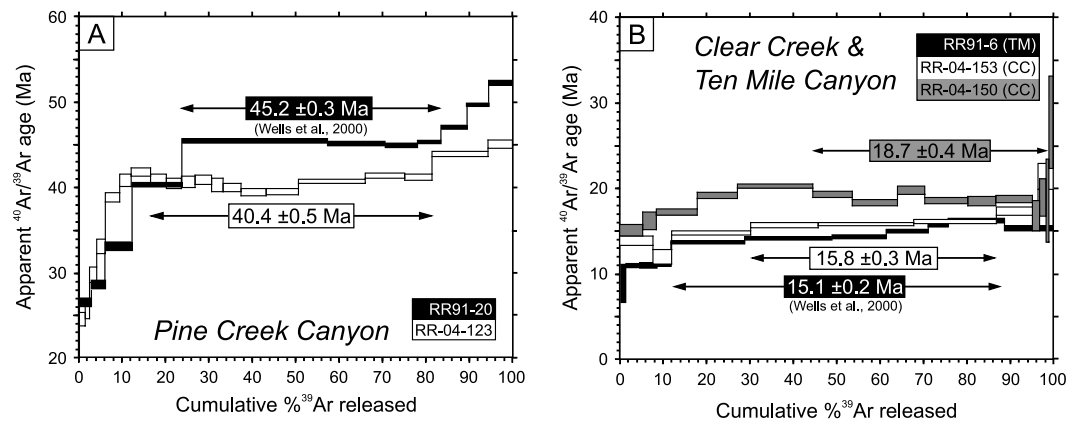 A
Apparent ⁴⁰Ar/³⁹Ar age (Ma)
60
50
40
30
20
45.2 ±0.3 Ma
(Wells et al., 2000)
40.4 ±0.5 Ma
RR91-20
RR-04-123
Pine Creek Canyon
0 10 20 30 40 50 60 70 80 90 100
Cumulative %³⁹Ar released
B
Clear Creek &
Ten Mile Canyon
RR91-6 (TM)
RR-04-153 (CC)
RR-04-150 (CC)
Apparent ⁴⁰Ar/³⁹Ar age (Ma)
40
30
20
10
0
18.7 ±0.4 Ma
15.8 ±0.3 Ma
15.1 ±0.2 Ma
(Wells et al., 2000)
0 10 20 30 40 50 60 70 80 90 100
Cumulative %³⁹Ar released